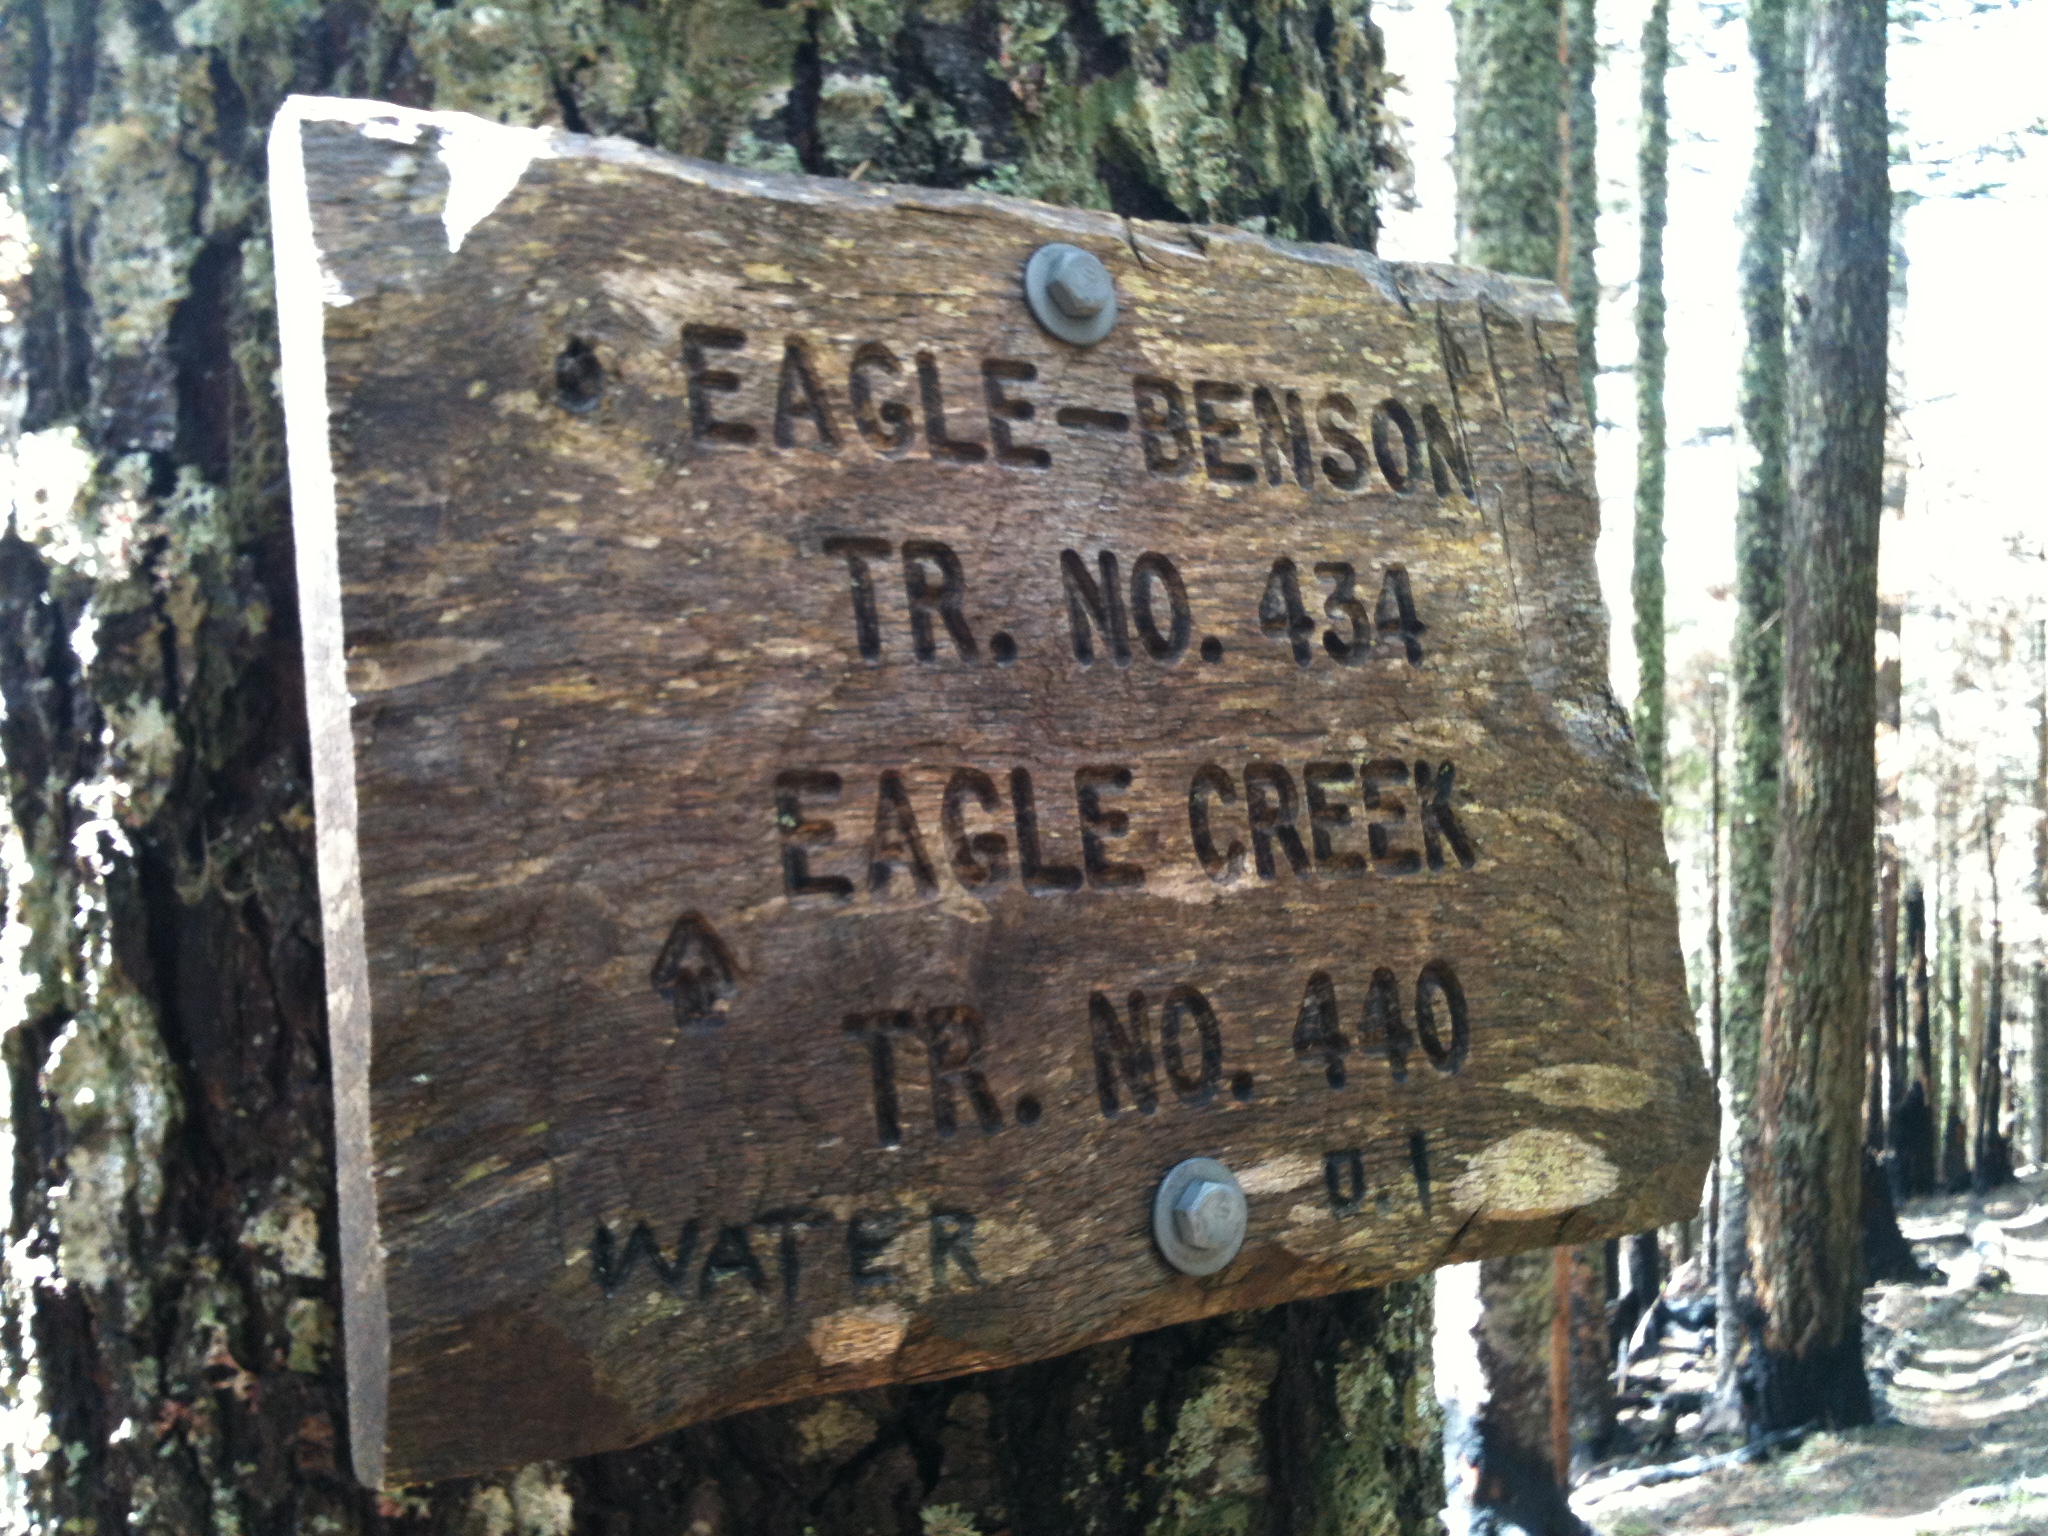 EAGLE-BENSON
TR. NO. 434
EAGLE CREEK
TR. NO. 440
WATER 0.1